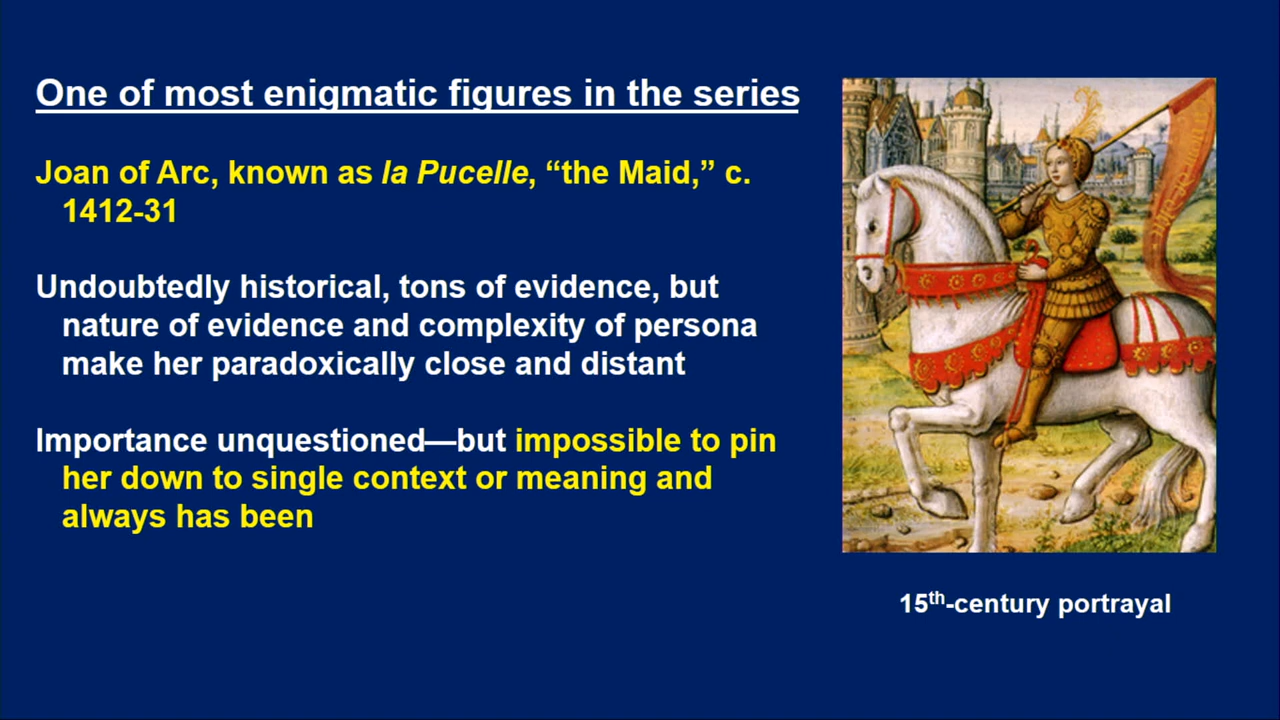 One of most enigmatic figures in the series
Joan of Arc, known as la Pucelle, “the Maid,” c.
1412-31
Undoubtedly historical, tons of evidence, but
nature of evidence and complexity of persona
make her paradoxically close and distant
Importance unquestioned—but impossible to pin
her down to single context or meaning and
always has been
15th-century portrayal